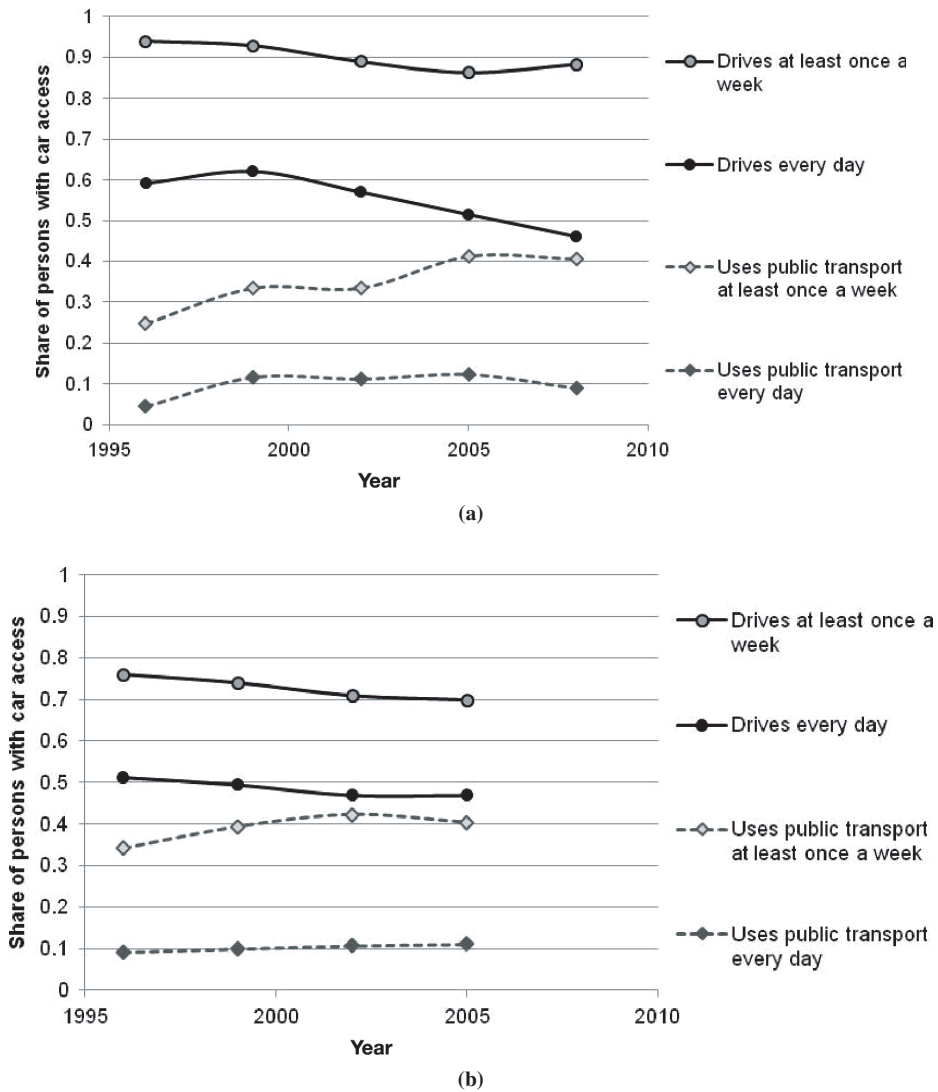 Share of persons with car access
1
0.9
0.8
0.7
0.6
0.5
0.4
0.3
0.2
0.1
0
1995 2000 2005 2010
Year
Drives at least once a
week
Drives every day
Uses public transport
at least once a week
Uses public transport
every day
(a)
Share of persons with car access
1
0.9
0.8
0.7
0.6
0.5
0.4
0.3
0.2
0.1
0
1995 2000 2005 2010
Year
Drives at least once a
week
Drives every day
Uses public transport
at least once a week
Uses public transport
every day
(b)